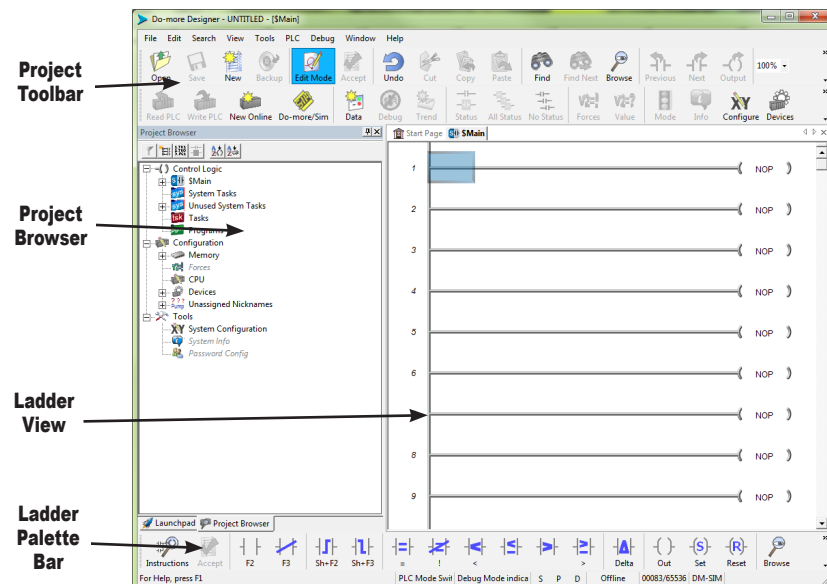 Do-more Designer - UNTITLED - [$Main]
File Edit Search View Tools PLC Debug Window Help
Open Save New Backup Edit Mode Accept Undo Cut Copy Paste Find Find Next Browse Previous Next Output 100%
Read PLC Write PLC New Online Do-more/Sim Data Debug Trend Status All Status No Status Forces Value Mode Info Configure Devices
Project Toolbar
Project Browser
Start Page $Main
Control Logic
$Main
System Tasks
Unused System Tasks
Tasks
Programs
Configuration
Memory
Forces
CPU
Devices
Unassigned Nicknames
Tools
System Configuration
System Info
Password Config
Project
Browser
Ladder
View
1 NOP
2 NOP
3 NOP
4 NOP
5 NOP
6 NOP
NOP
8 NOP
9 NOP
Launchpad Project Browser
Ladder
Palette
Bar
Instructions Accept F2 F3 Sh+F2 Sh+F3 = ! < > Delta Out Set Reset Browse
For Help, press F1 PLC Mode Swit Debug Mode indica S P D Offline 00083/65536 DM-SIM